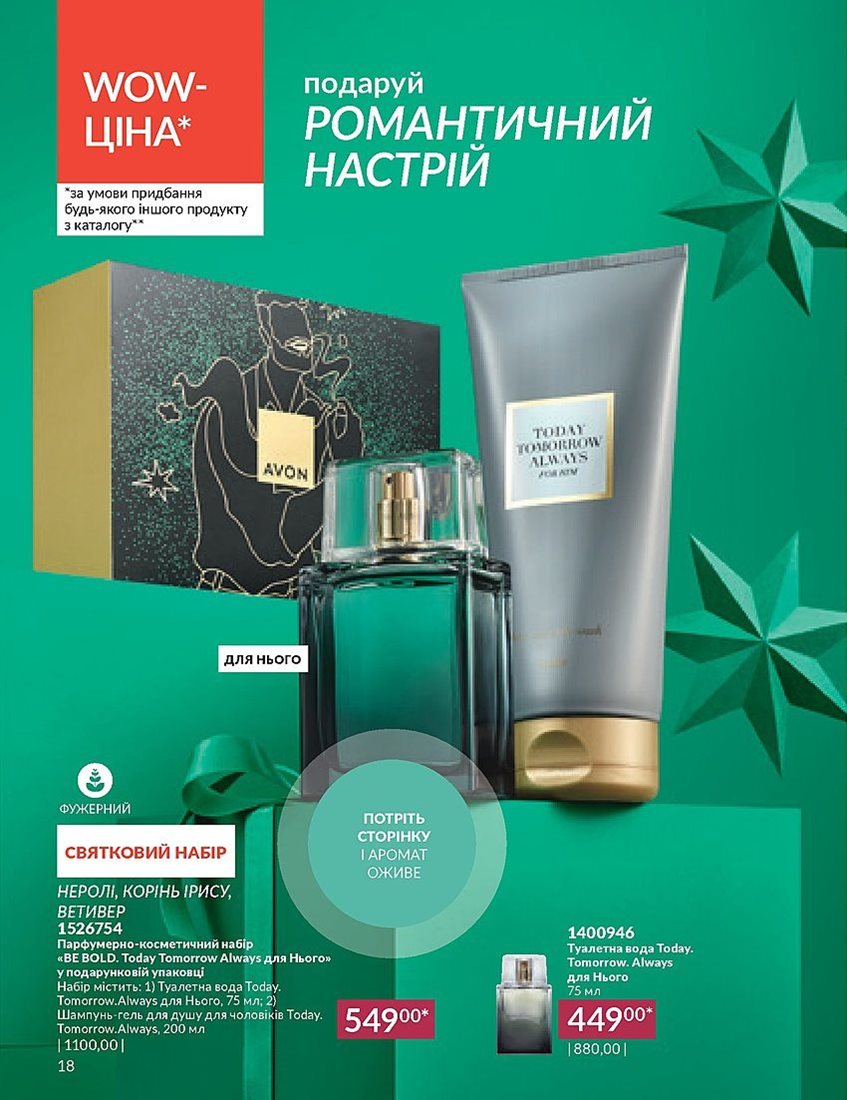 WOW-
ЦІНА*
*за умови придбання
будь-якого іншого продукту
з каталогу**
подаруй
РОМАНТИЧНИЙ
НАСТРІЙ
AVON
TODAY
TOMORROW
ALWAYS
FOR HIM
ДЛЯ НЬОГО
ФУЖЕРНИЙ
СВЯТКОВИЙ НАБІР
НЕРОЛІ, КОРІНЬ ІРИСУ,
ВЕТИВЕР
1526754
Парфумерно-косметичний набір
«BE BOLD. Today Tomorrow Always для Нього»
у подарунковій упаковці
Набір містить: 1) Туалетна вода Today.
Tomorrow.Always для Нього, 75 мл; 2)
Шампунь-гель для душу для чоловіків Today.
Tomorrow.Always, 200 мл
|1100,00|
54900*
ПОТРІТЬ
СТОРІНКУ
І АРОМАТ
ОЖИВЕ
1400946
Туалетна вода Today.
Tomorrow. Always
для Нього
75 мл
44900*
|880,00|
18